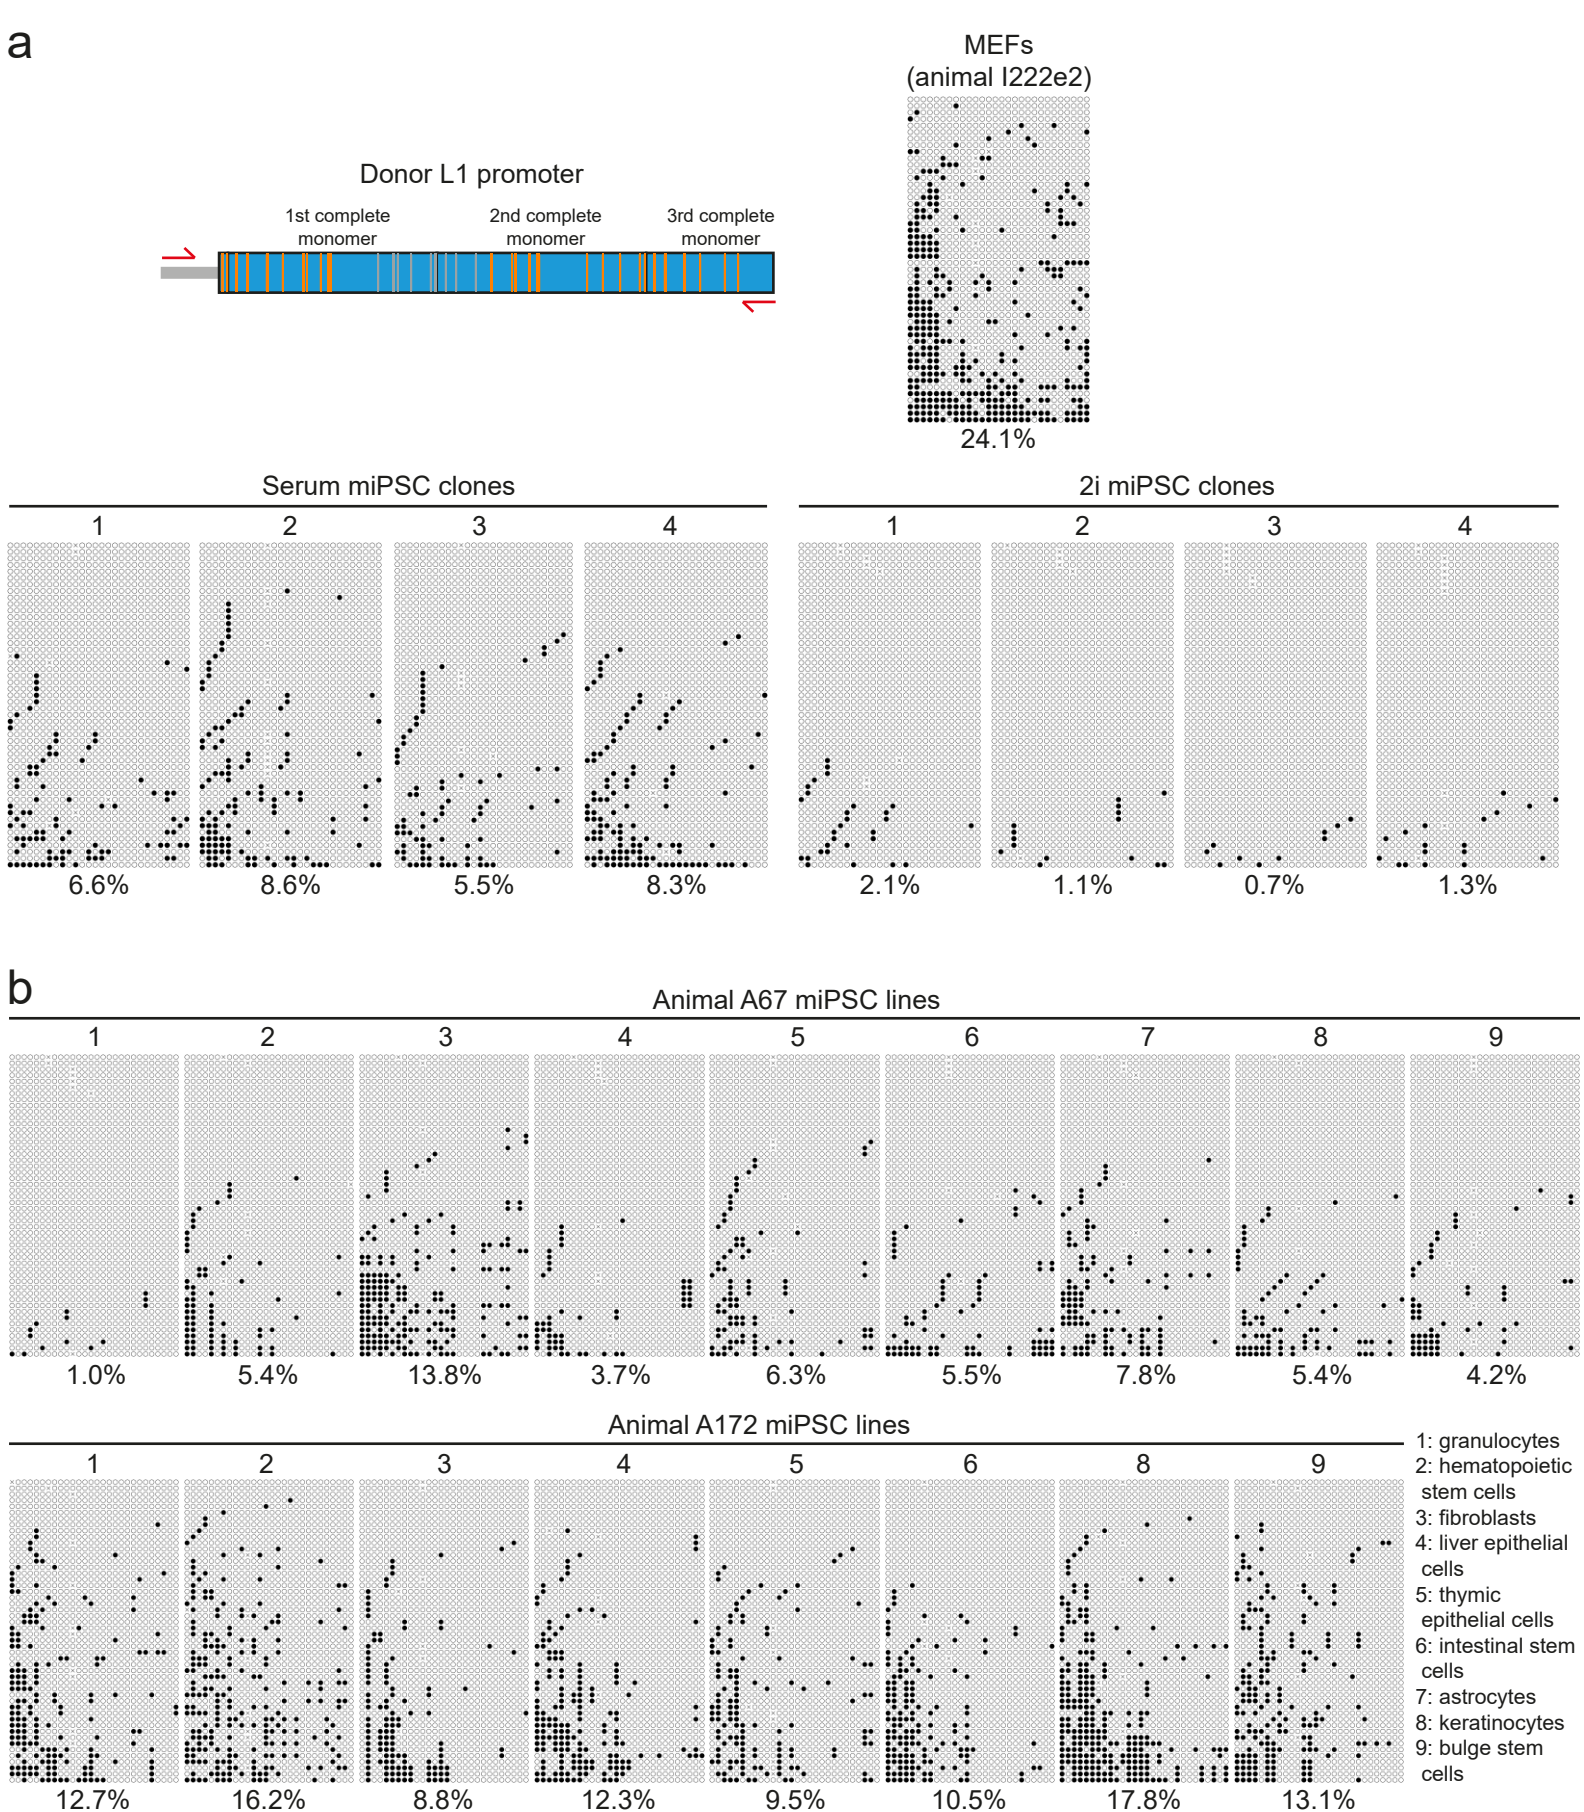 a
MEFs
(animal I222e2)
Donor L1 promoter
1st complete
monomer
2nd complete
monomer
3rd complete
monomer
24.1%
Serum miPSC clones
1 2 3 4
6.6% 8.6% 5.5% 8.3%
2i miPSC clones
1 2 3 4
2.1% 1.1% 0.7% 1.3%
b
Animal A67 miPSC lines
1 2 3 4 5 6 7 8 9
1.0% 5.4% 13.8% 3.7% 6.3% 5.5% 7.8% 5.4% 4.2%
Animal A172 miPSC lines
1 2 3 4 5 6 8 9
12.7% 16.2% 8.8% 12.3% 9.5% 10.5% 17.8% 13.1%
1: granulocytes
2: hematopoietic
stem cells
3: fibroblasts
4: liver epithelial
cells
5: thymic
epithelial cells
6: intestinal stem
cells
7: astrocytes
8: keratinocytes
9: bulge stem
cells